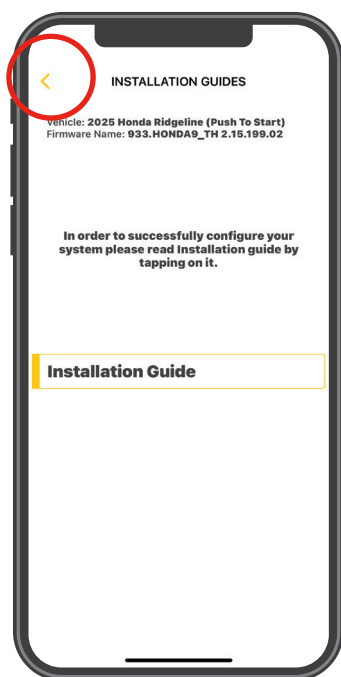 INSTALLATION GUIDES
Vehicle: 2025 Honda Ridgeline (Push To Start)
Firmware Name: 933.HONDA9_TH 2.15.199.02
In order to successfully configure your
system please read Installation guide by
tapping on it.
Installation Guide